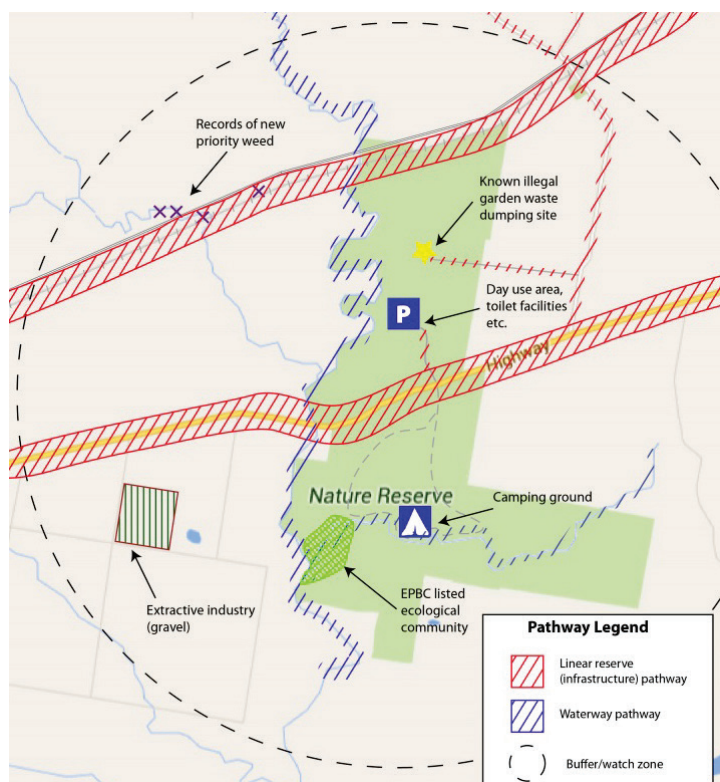 Records of new
priority weed
Known illegal
garden waste
dumping site
Day use area,
toilet facilities
etc.
P
Highway
Nature Reserve
Camping ground
Extractive industry
(gravel)
EPBC listed
ecological
community
Pathway Legend
Linear reserve
(infrastructure) pathway
Waterway pathway
Buffer/watch zone